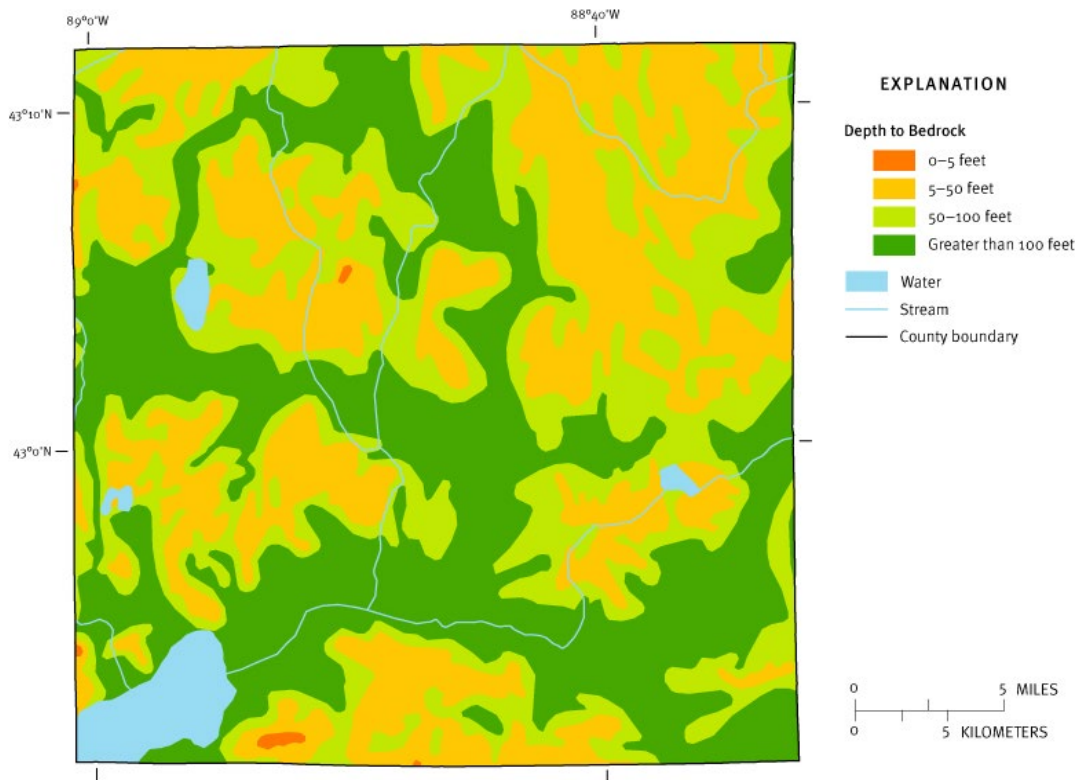 89°0'W
88°40'W
43°10'N
43°0'N
EXPLANATION
Depth to Bedrock
0–5 feet
5–50 feet
50–100 feet
Greater than 100 feet
Water
Stream
County boundary
0 5 MILES
0 5 KILOMETERS